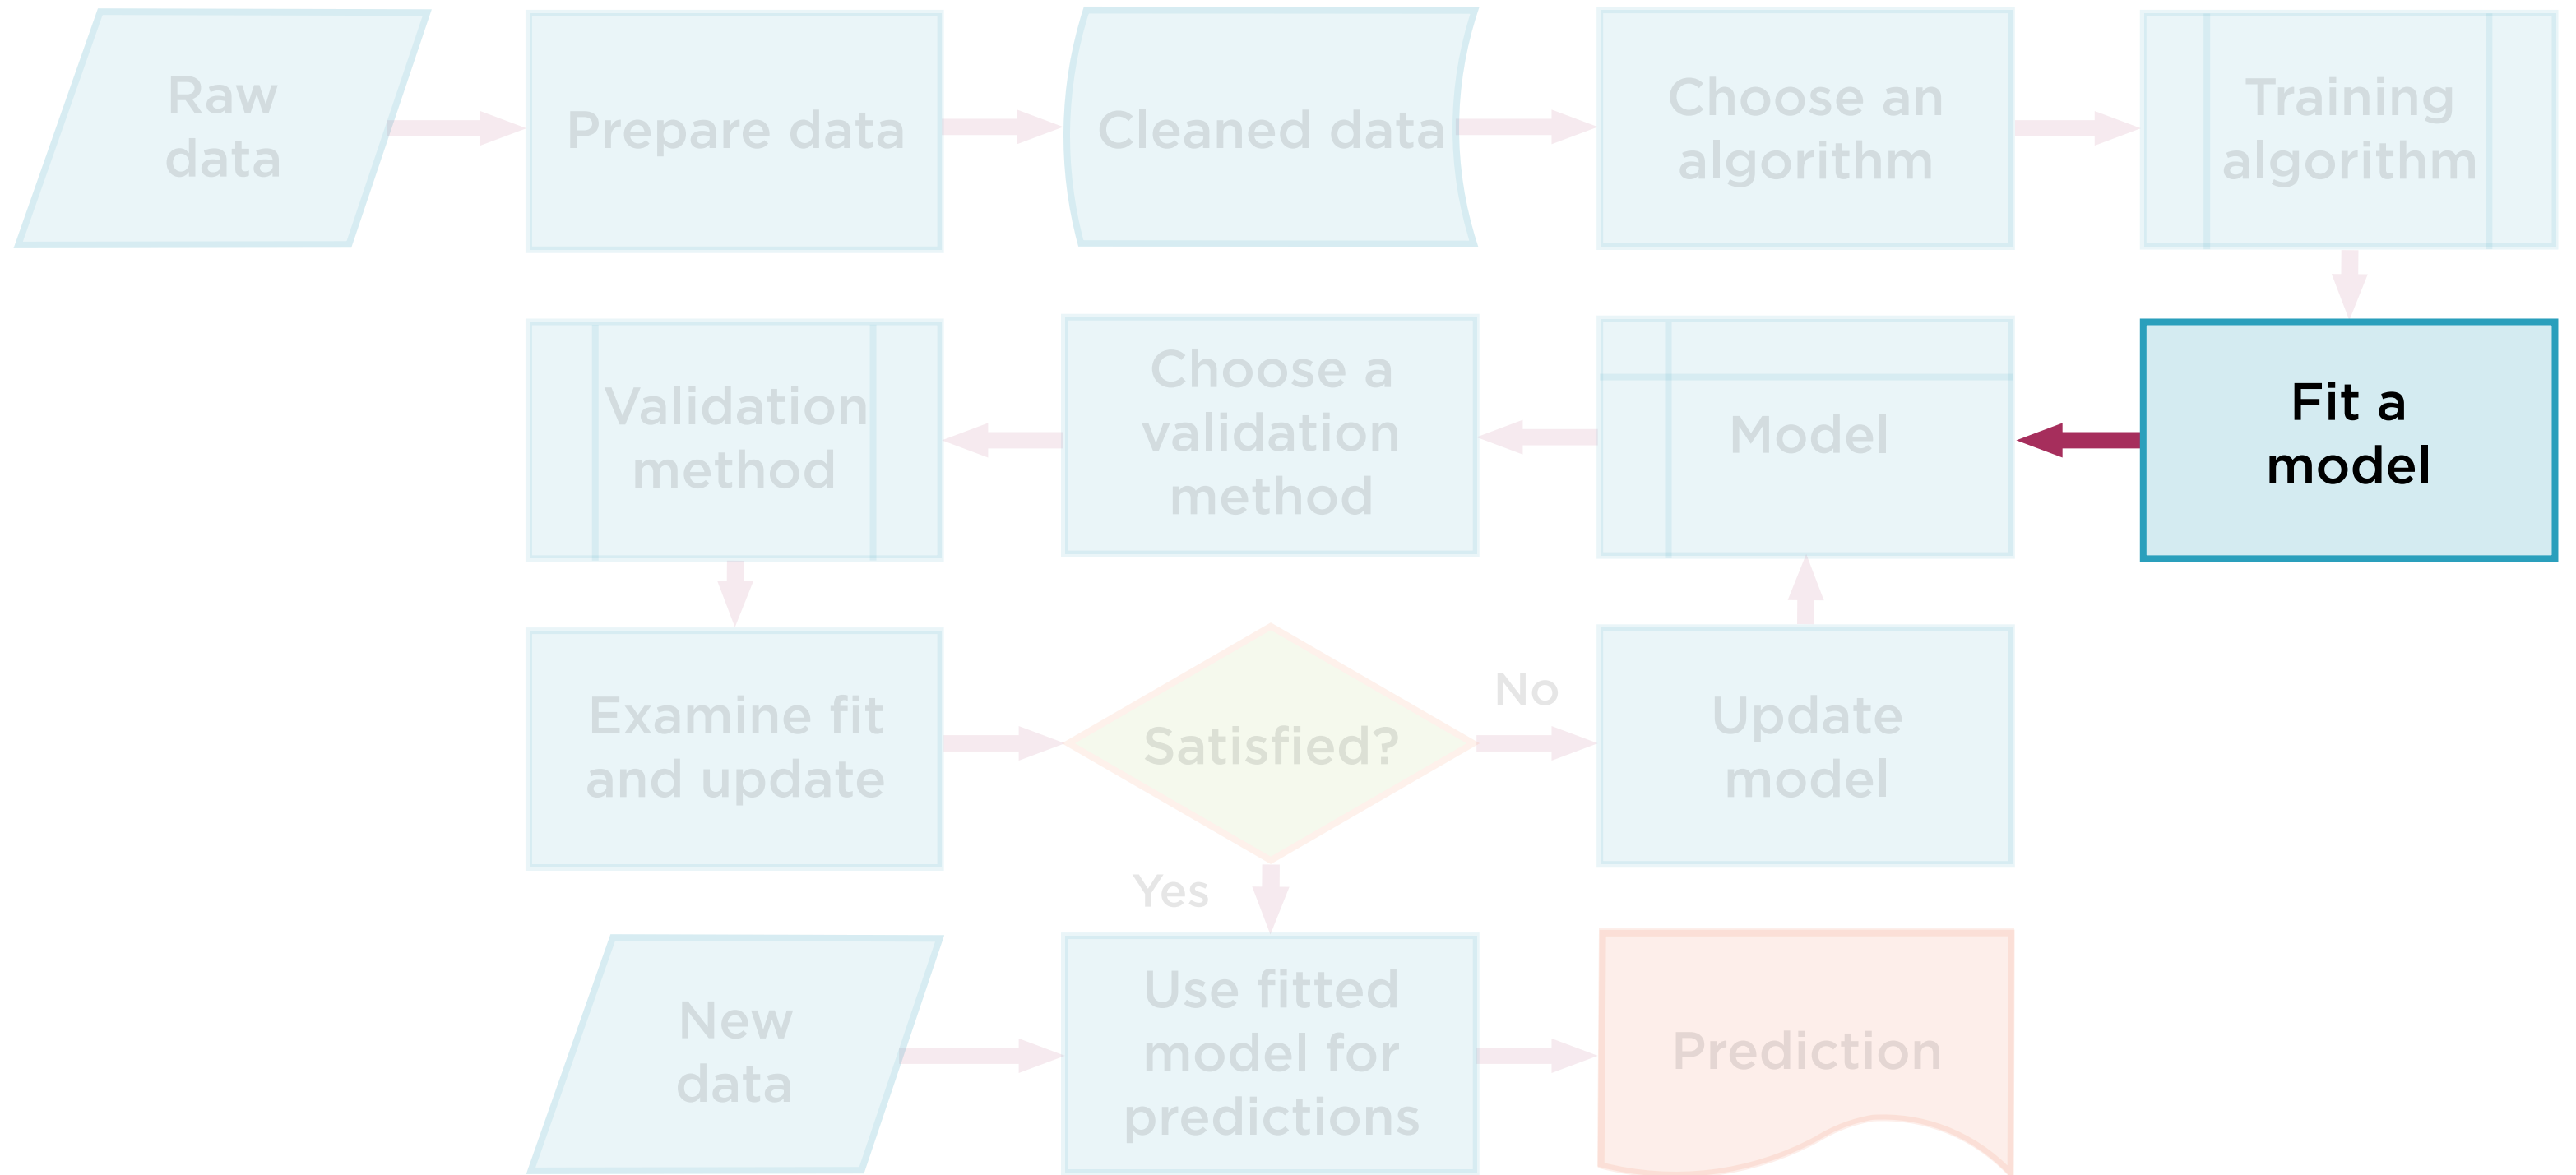 Raw
data
Prepare data
Cleaned data
Choose an
algorithm
Training
algorithm
Validation
method
Choose a
validation
method
Model
Fit a
model
Examine fit
and update
Satisfied?
No
Update
model
Yes
New
data
Use fitted
model for
predictions
Prediction